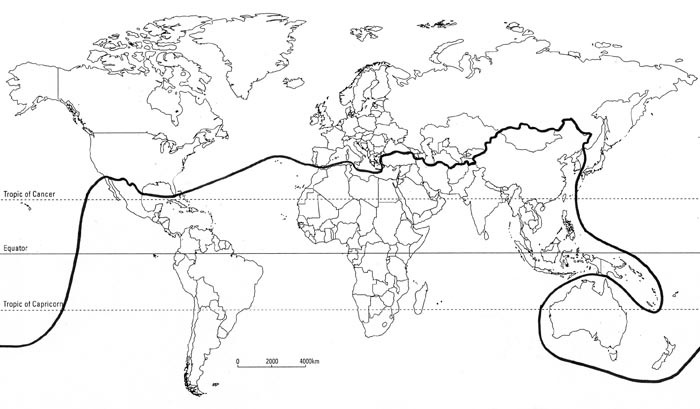 Tropic of Cancer
Equator
Tropic of Capricorn
0 2000 4000km